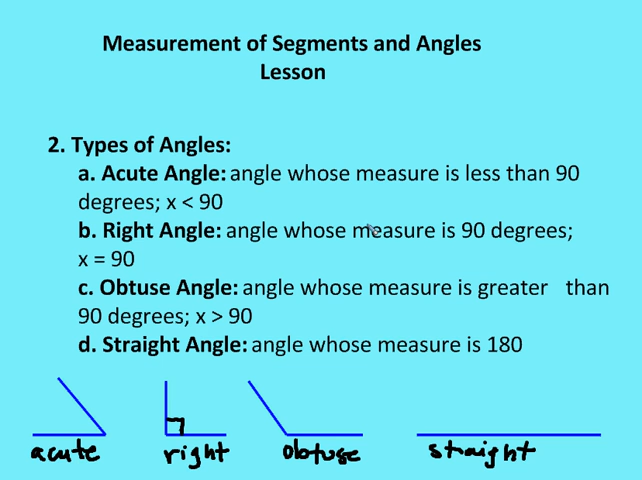 Measurement of Segments and Angles
Lesson
2. Types of Angles:
a. Acute Angle: angle whose measure is less than 90
degrees; x < 90
b. Right Angle: angle whose measure is 90 degrees;
x = 90
c. Obtuse Angle: angle whose measure is greater than
90 degrees; x > 90
d. Straight Angle: angle whose measure is 180
acute right obtuse straight